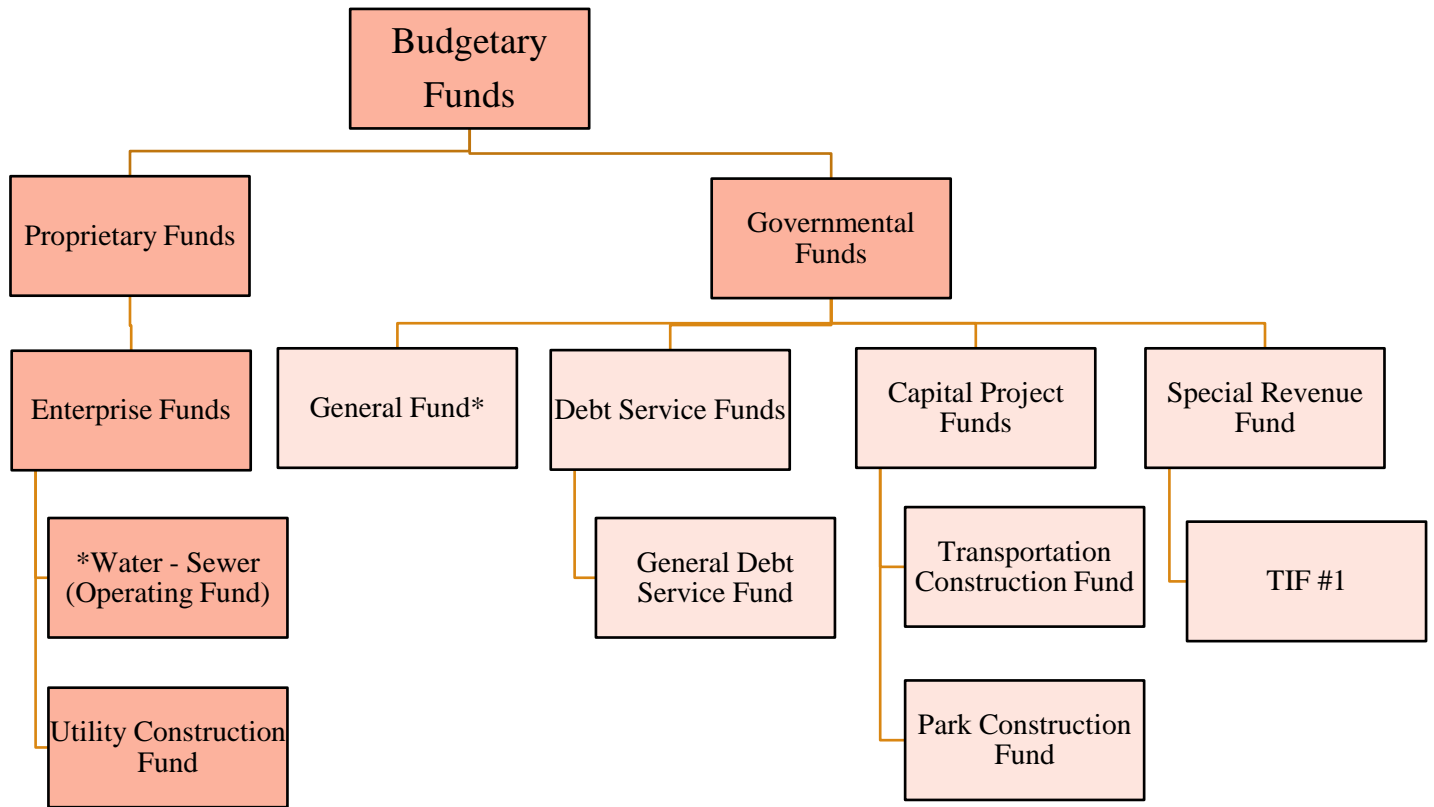 Budgetary
Funds
Proprietary Funds
Governmental
Funds
Enterprise Funds
General Fund*
Debt Service Funds
Capital Project
Funds
Special Revenue
Fund
*Water - Sewer
(Operating Fund)
General Debt
Service Fund
Transportation
Construction Fund
TIF #1
Utility Construction
Fund
Park Construction
Fund